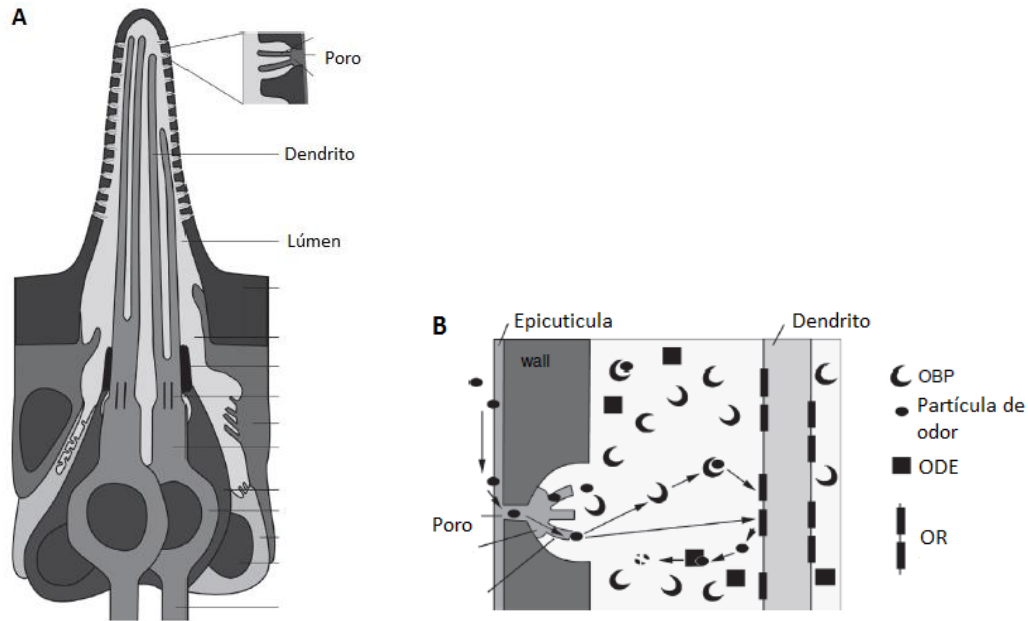 A
Poro
Dendrito
Lúmen
B
Epicuticula
Dendrito
wall
Poro
OBP
Partícula de
odor
ODE
OR